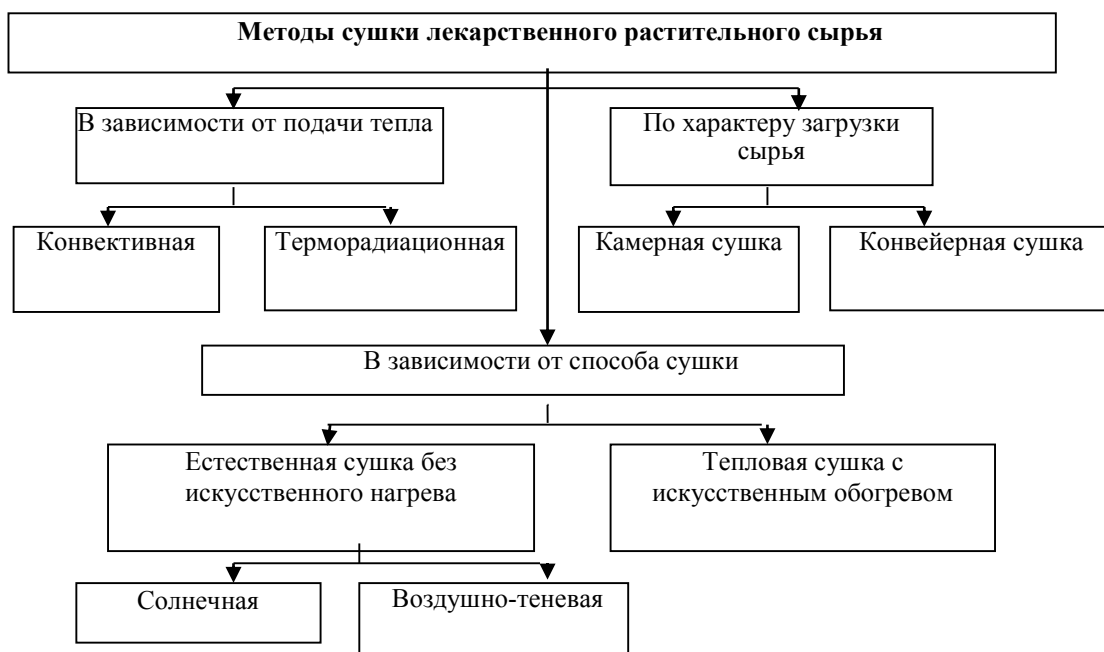 Методы сушки лекарственного растительного сырья
В зависимости от подачи тепла
По характеру загрузки
сырья
Конвективная
Терморадиационная
Камерная сушка
Конвейерная сушка
В зависимости от способа сушки
Естественная сушка без
искусственного нагрева
Тепловая сушка с
искусственным обогревом
Солнечная
Воздушно-теневая